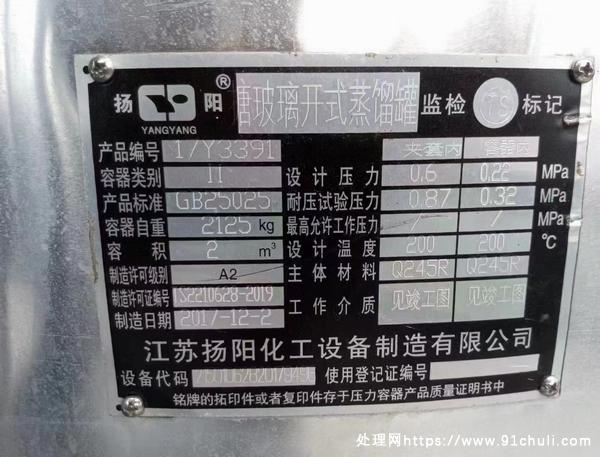 扬 阳 ® 搪玻璃开式蒸馏罐 监检 TS 标记
YANGYANG
产品编号 17Y3391 夹套内 容器内
容器类别 II 设计压力 0.6 0.22 MPa
产品标准 GB25025 耐压试验压力 0.87 0.32 MPa
容器自重 2125 kg 最高允许工作压力 / / MPa
容积 2 m³ 设计温度 200 200 ℃
制造许可级别 A2 主体材料 Q245R Q245R
制造许可证编号 TS2210628-2019 工作介质 见竣工图 见竣工图
制造日期 2017-12-2
江苏扬阳化工设备制造有限公司
设备代码 使用登记证编号
铭牌的拓印件或者复印件存于压力容器产品质量证明书中
处理网https://www.91chuli.com/